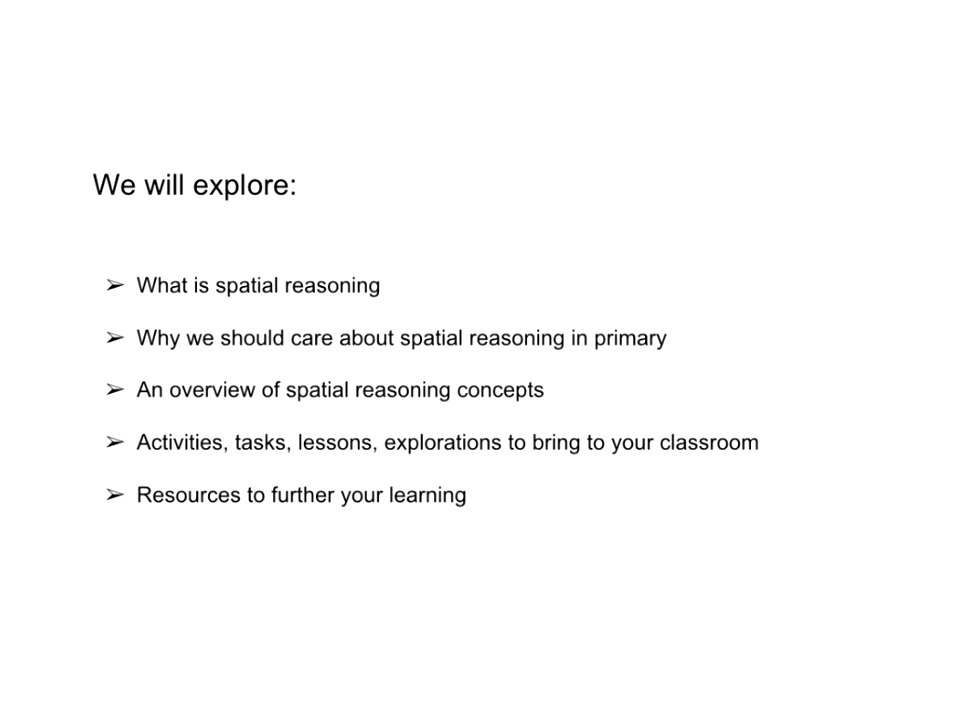 We will explore:
➢ What is spatial reasoning
➢ Why we should care about spatial reasoning in primary
➢ An overview of spatial reasoning concepts
➢ Activities, tasks, lessons, explorations to bring to your classroom
➢ Resources to further your learning